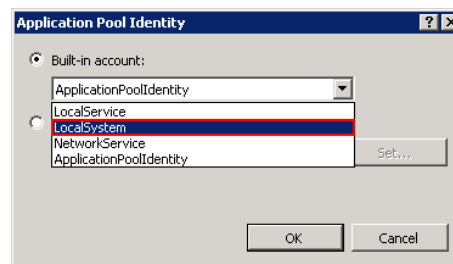 Application Pool Identity
Built-in account:
ApplicationPoolIdentity
LocalService
LocalSystem
NetworkService
ApplicationPoolIdentity
Set...
OK
Cancel